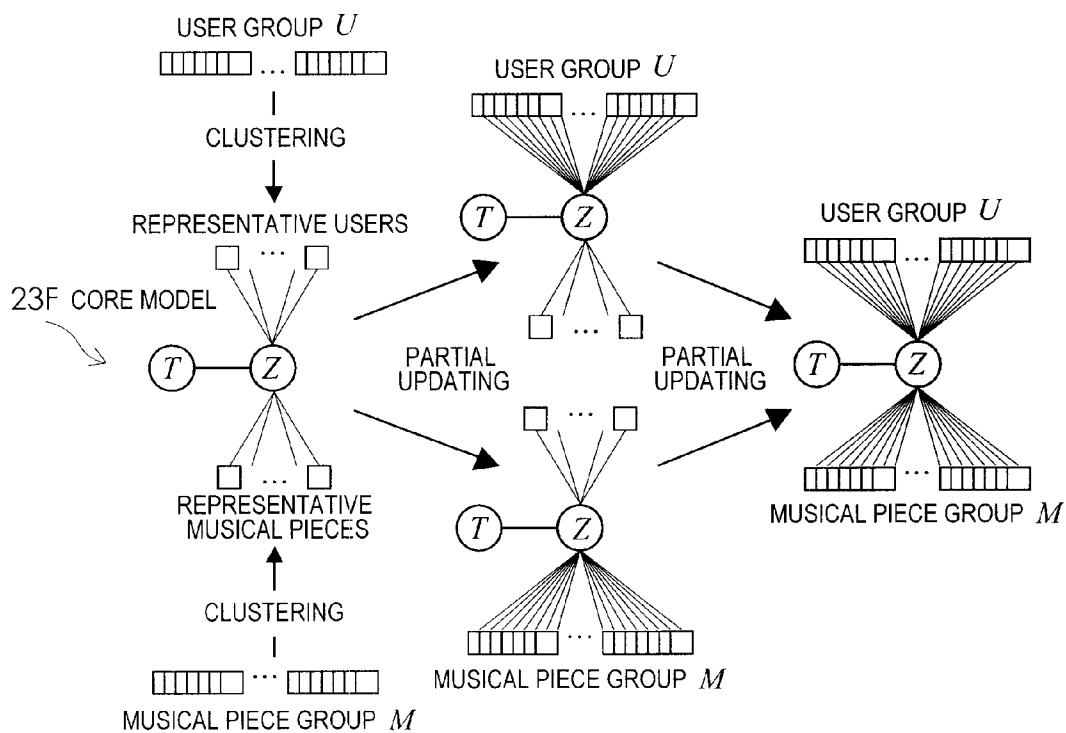 USER GROUP U
...
CLUSTERING
REPRESENTATIVE USERS
...
23F CORE MODEL
T
Z
...
REPRESENTATIVE
MUSICAL PIECES
CLUSTERING
...
MUSICAL PIECE GROUP M
USER GROUP U
...
T
Z
...
PARTIAL
UPDATING
...
T
Z
...
MUSICAL PIECE GROUP M
PARTIAL
UPDATING
USER GROUP U
...
T
Z
...
MUSICAL PIECE GROUP M